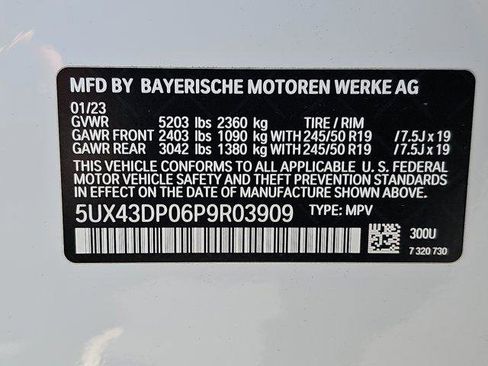 MFD BY BAYERISCHE MOTOREN WERKE AG
01/23
GVWR 5203 lbs 2360 kg TIRE / RIM
GAWR FRONT 2403 lbs 1090 kg WITH 245/50 R19 /7.5J x 19
GAWR REAR 3042 lbs 1380 kg WITH 245/50 R19 /7.5J x 19
THIS VEHICLE CONFORMS TO ALL APPLICABLE U. S. FEDERAL
MOTOR VEHICLE SAFETY AND THEFT PREVENTION STANDARDS
IN EFFECT ON THE DATE OF MANUFACTURE SHOWN ABOVE.
5UX43DP06P9R03909 TYPE: MPV
300U
7 320 730